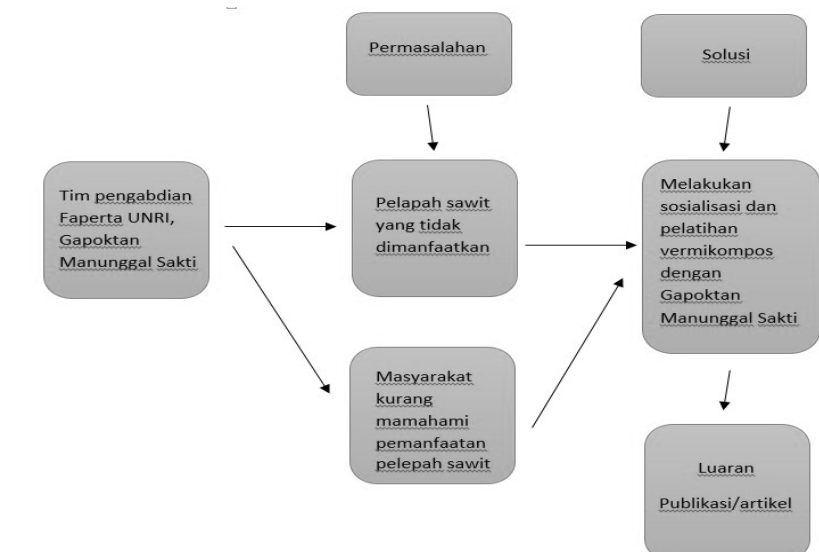 Permasalahan
Solusi
Tim pengabdian
Faperta UNRI,
Gapoktan
Manunggal Sakti
Pelapah sawit
yang tidak
dimanfaatkan
Melakukan
sosialisasi dan
pelatihan
vermikompos
dengan
Gapoktan
Manunggal Sakti
Masyarakat
kurang
mamahami
pemanfaatan
pelepah sawit
Luaran
Publikasi/artikel